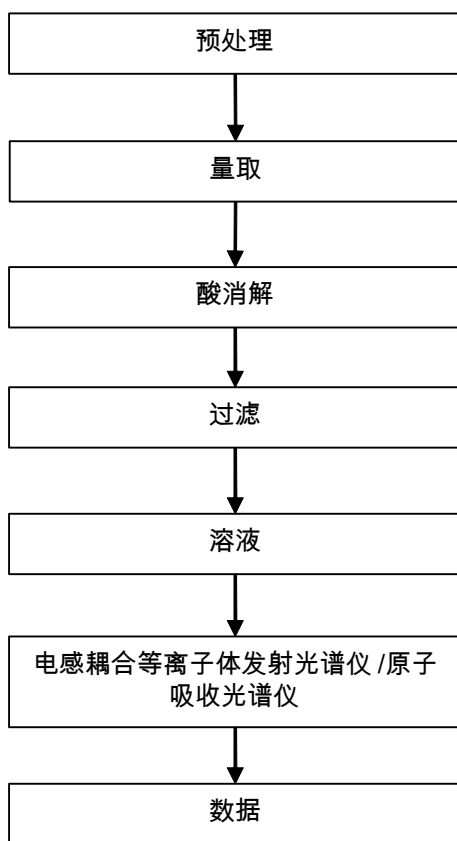 预处理
量取
酸消解
过滤
溶液
电感耦合等离子体发射光谱仪 /原子
吸收光谱仪
数据